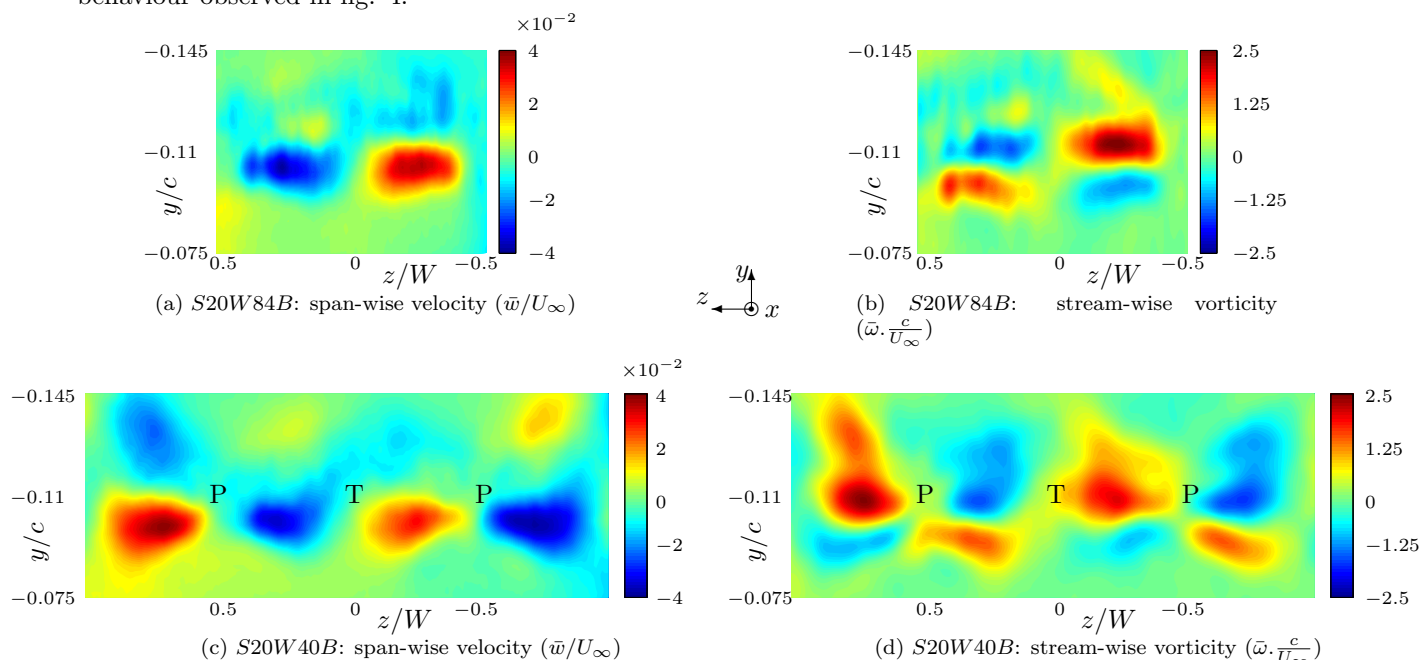 behaviour observed in fig. 4.
×10⁻²
−0.145
−0.11
−0.075
y/c
0.5 0 −0.5
z/W
4
2
0
−2
−4
(a) S20W84B: span-wise velocity (w̄/U∞)
−0.145
−0.11
−0.075
y/c
0.5 0 −0.5
z/W
2.5
1.25
0
−1.25
−2.5
(b) S20W84B: stream-wise vorticity
(ω̄.c/U∞)
y
z
x
×10⁻²
−0.145
−0.11
−0.075
y/c
P T P
0.5 0 −0.5
z/W
4
2
0
−2
−4
(c) S20W40B: span-wise velocity (w̄/U∞)
−0.145
−0.11
−0.075
y/c
P T P
0.5 0 −0.5
z/W
2.5
1.25
0
−1.25
−2.5
(d) S20W40B: stream-wise vorticity (ω̄.c/U∞)